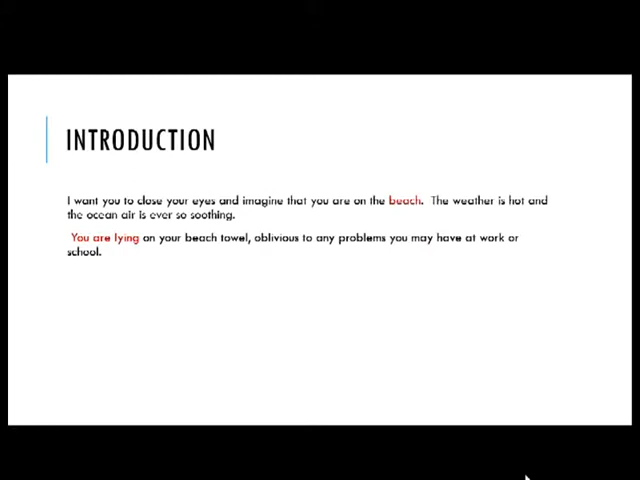 INTRODUCTION
I want you to close your eyes and imagine that you are on the beach. The weather is hot and
the ocean air is ever so soothing.
You are lying on your beach towel, oblivious to any problems you may have at work or
school.